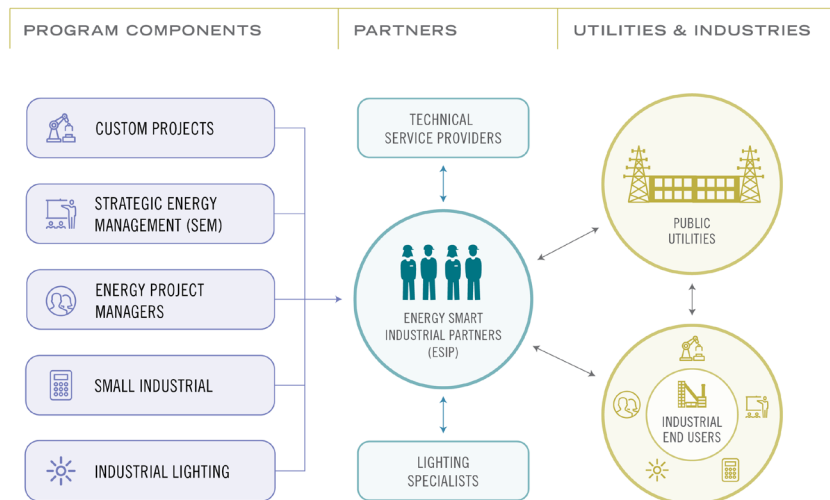 PROGRAM COMPONENTS
PARTNERS
UTILITIES & INDUSTRIES
CUSTOM PROJECTS
STRATEGIC ENERGY
MANAGEMENT (SEM)
ENERGY PROJECT
MANAGERS
SMALL INDUSTRIAL
INDUSTRIAL LIGHTING
TECHNICAL
SERVICE PROVIDERS
ENERGY SMART
INDUSTRIAL PARTNERS
(ESIP)
LIGHTING
SPECIALISTS
PUBLIC
UTILITIES
INDUSTRIAL
END USERS